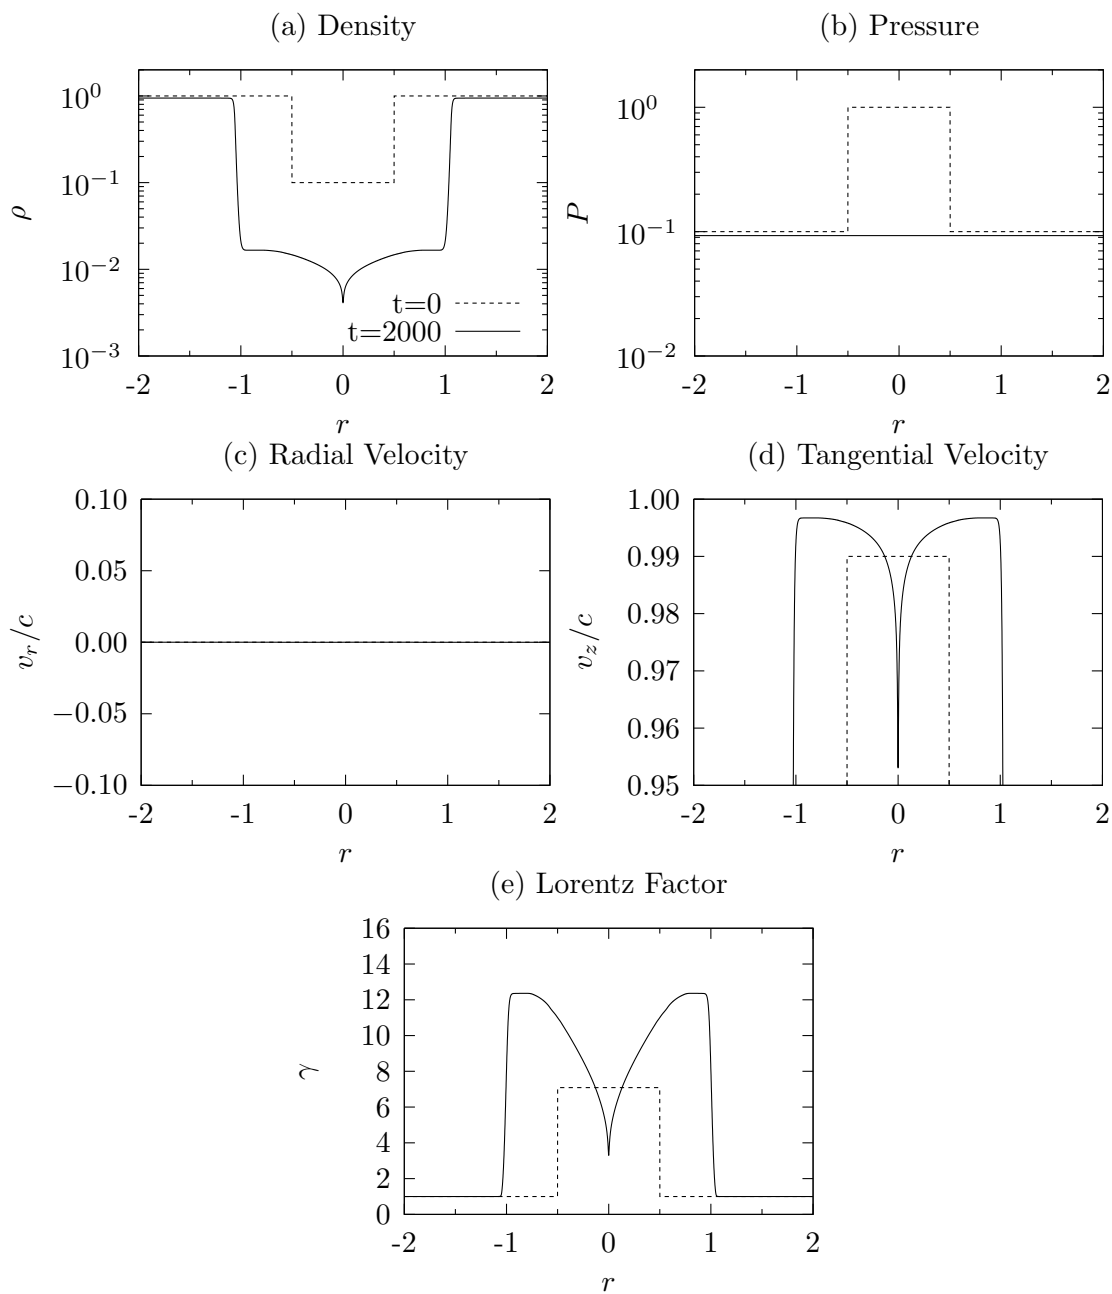 (a) Density
(b) Pressure
10⁰
10⁻¹
10⁻²
10⁻³
ρ
t=0
t=2000
-2 -1 0 1 2
r
10⁰
10⁻¹
10⁻²
P
-2 -1 0 1 2
r
(c) Radial Velocity
(d) Tangential Velocity
0.10
0.05
0.00
−0.05
−0.10
v_r/c
-2 -1 0 1 2
r
1.00
0.99
0.98
0.97
0.96
0.95
v_z/c
-2 -1 0 1 2
r
(e) Lorentz Factor
16
14
12
10
8
6
4
2
0
γ
-2 -1 0 1 2
r